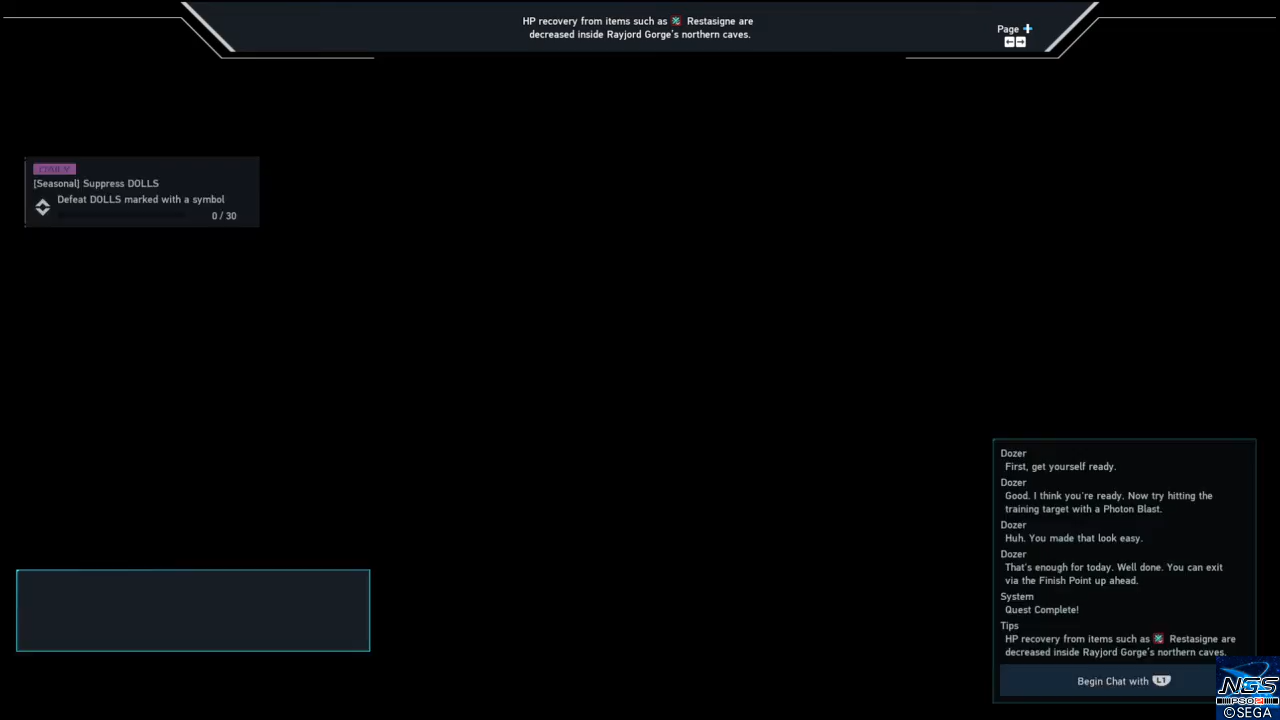 HP recovery from items such as Restasigne are
decreased inside Rayjord Gorge's northern caves.
Page
[Seasonal] Suppress DOLLS
Defeat DOLLS marked with a symbol
0 / 30
Dozer
First, get yourself ready.
Dozer
Good. I think you're ready. Now try hitting the
training target with a Photon Blast.
Dozer
Huh. You made that look easy.
Dozer
That's enough for today. Well done. You can exit
via the Finish Point up ahead.
System
Quest Complete!
Tips
HP recovery from items such as Restasigne are
decreased inside Rayjord Gorge's northern caves.
Begin Chat with LT
NGS
PSO2
©SEGA